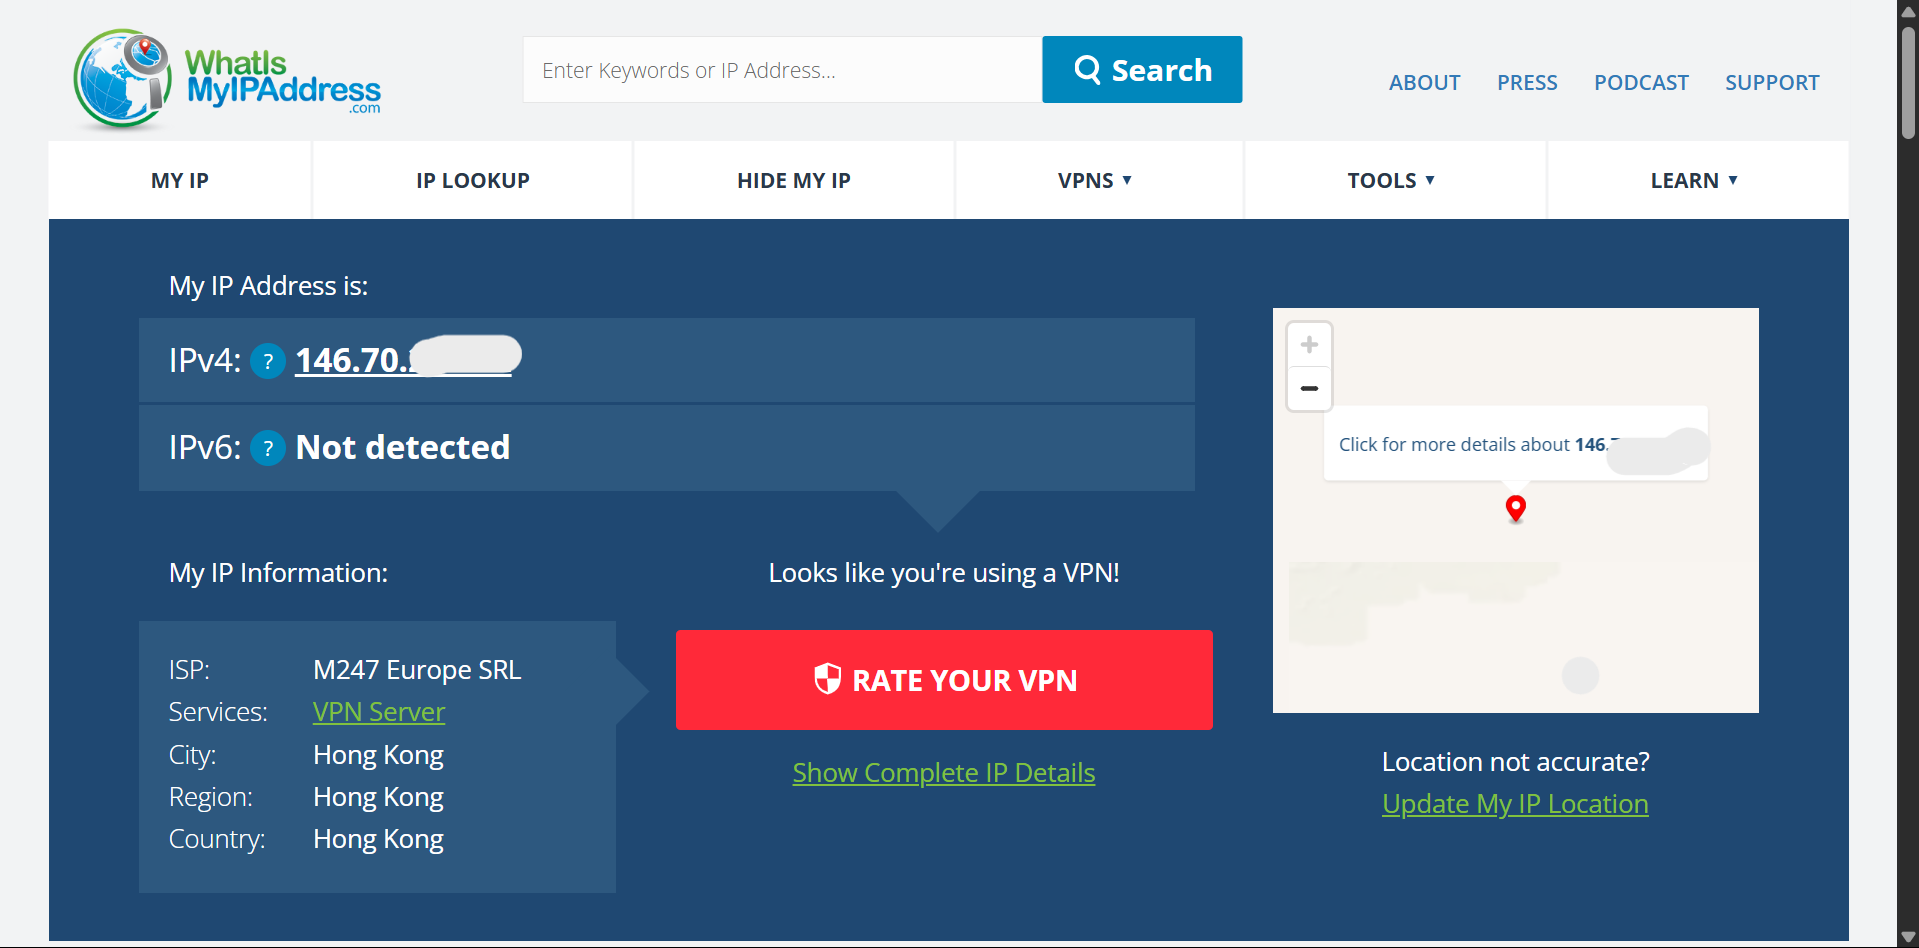 WhatIs
MyIPAddress
.com
Enter Keywords or IP Address...
Search
ABOUT PRESS PODCAST SUPPORT
MY IP IP LOOKUP HIDE MY IP VPNS ▼ TOOLS ▼ LEARN ▼
My IP Address is:
IPv4: ? 146.70.
IPv6: ? Not detected
+
−
Click for more details about 146.
My IP Information:
Looks like you're using a VPN!
ISP: M247 Europe SRL
Services: VPN Server
City: Hong Kong
Region: Hong Kong
Country: Hong Kong
RATE YOUR VPN
Show Complete IP Details
Location not accurate?
Update My IP Location